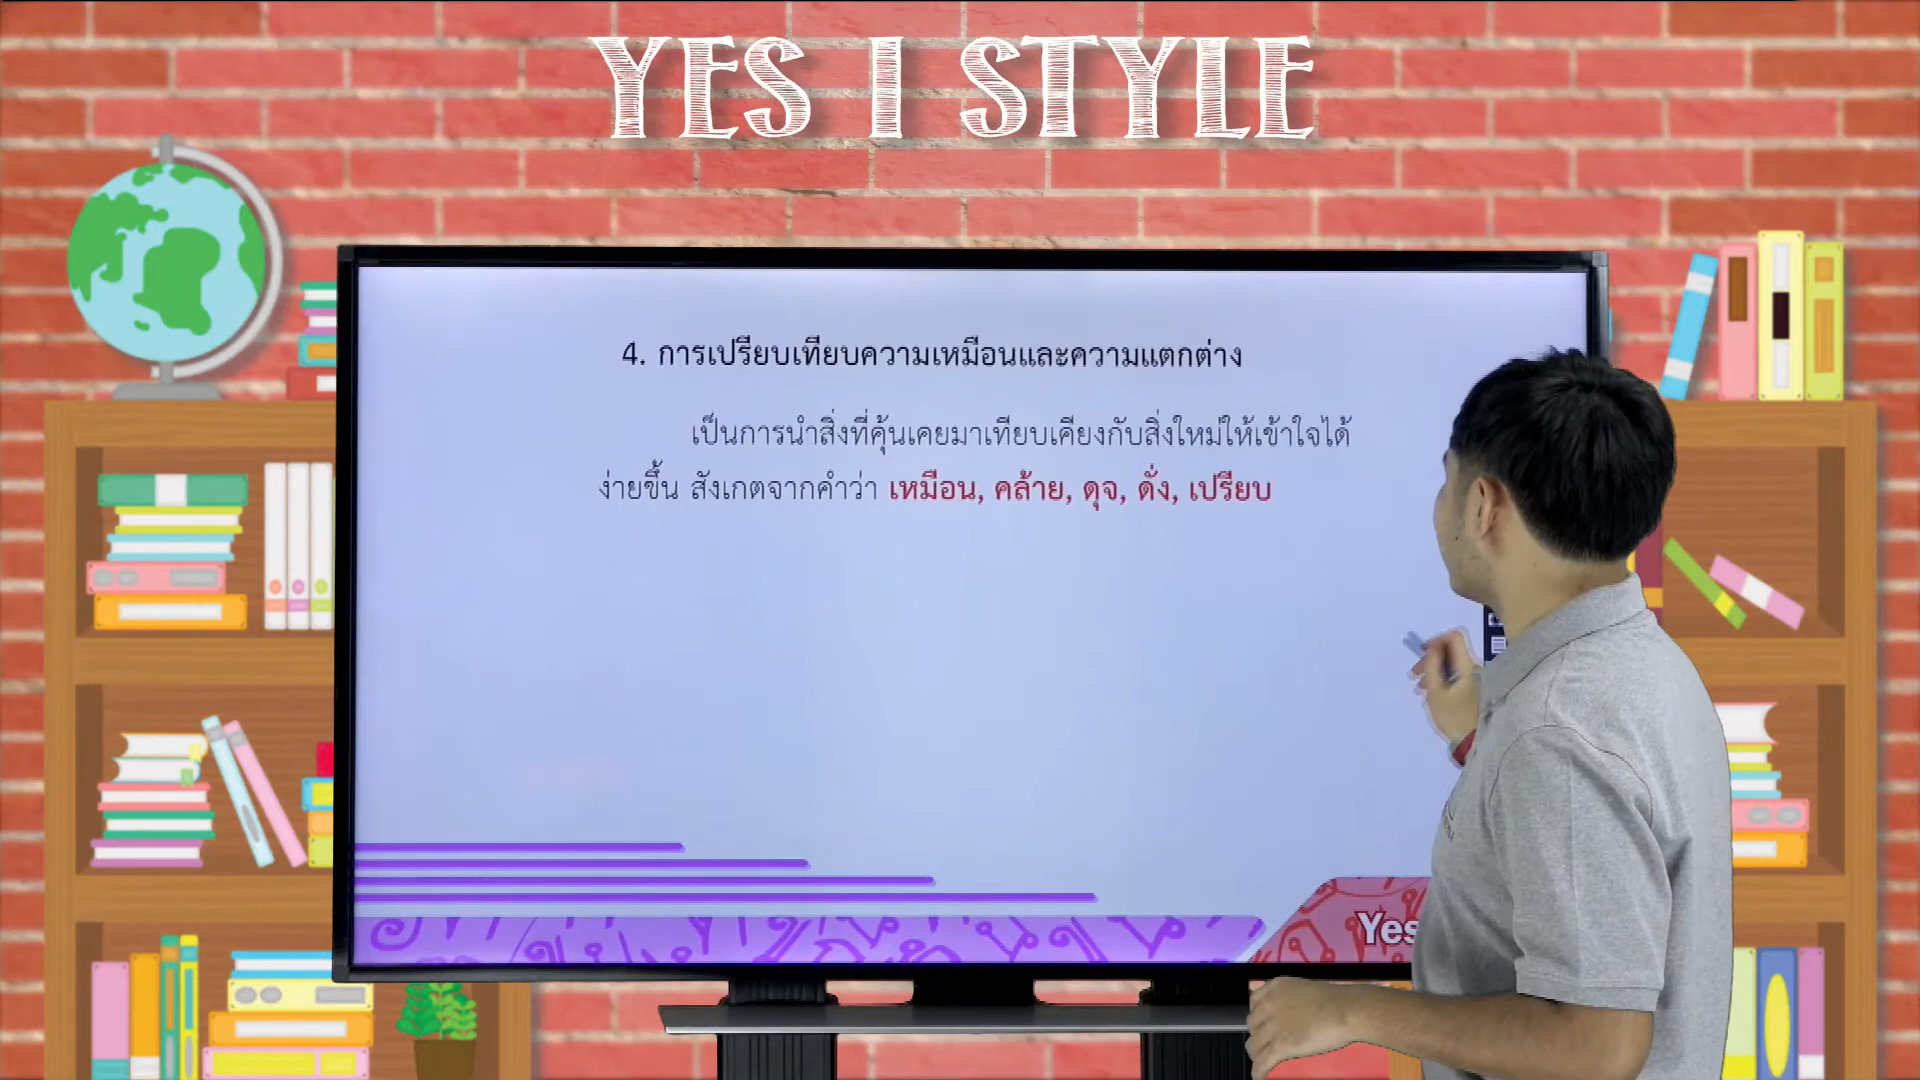 YES I STYLE
4. การเปรียบเทียบความเหมือนและความแตกต่าง
เป็นการนำสิ่งที่คุ้นเคยมาเทียบเคียงกับสิ่งใหม่ให้เข้าใจได้
ง่ายขึ้น สังเกตจากคำว่า เหมือน, คล้าย, ดุจ, ดั่ง, เปรียบ
Yes